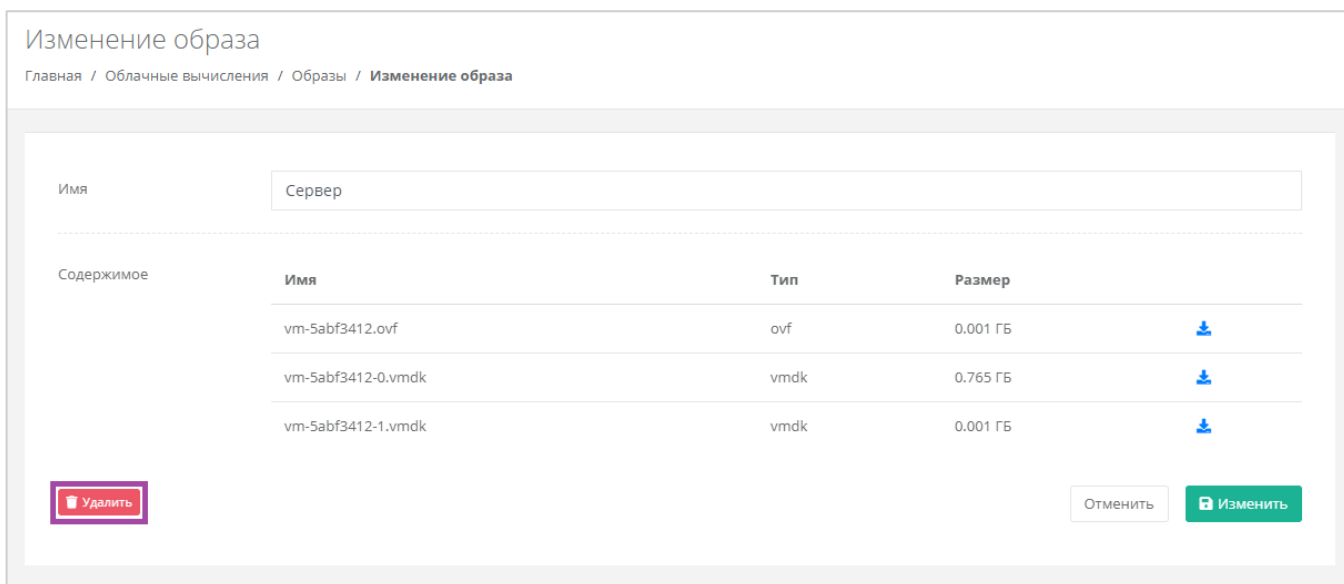 Изменение образа
Главная / Облачные вычисления / Образы / Изменение образа
Имя
Сервер
Содержимое
Имя Тип Размер
vm-5abf3412.ovf ovf 0.001 ГБ
vm-5abf3412-0.vmdk vmdk 0.765 ГБ
vm-5abf3412-1.vmdk vmdk 0.001 ГБ
Удалить Отменить Изменить